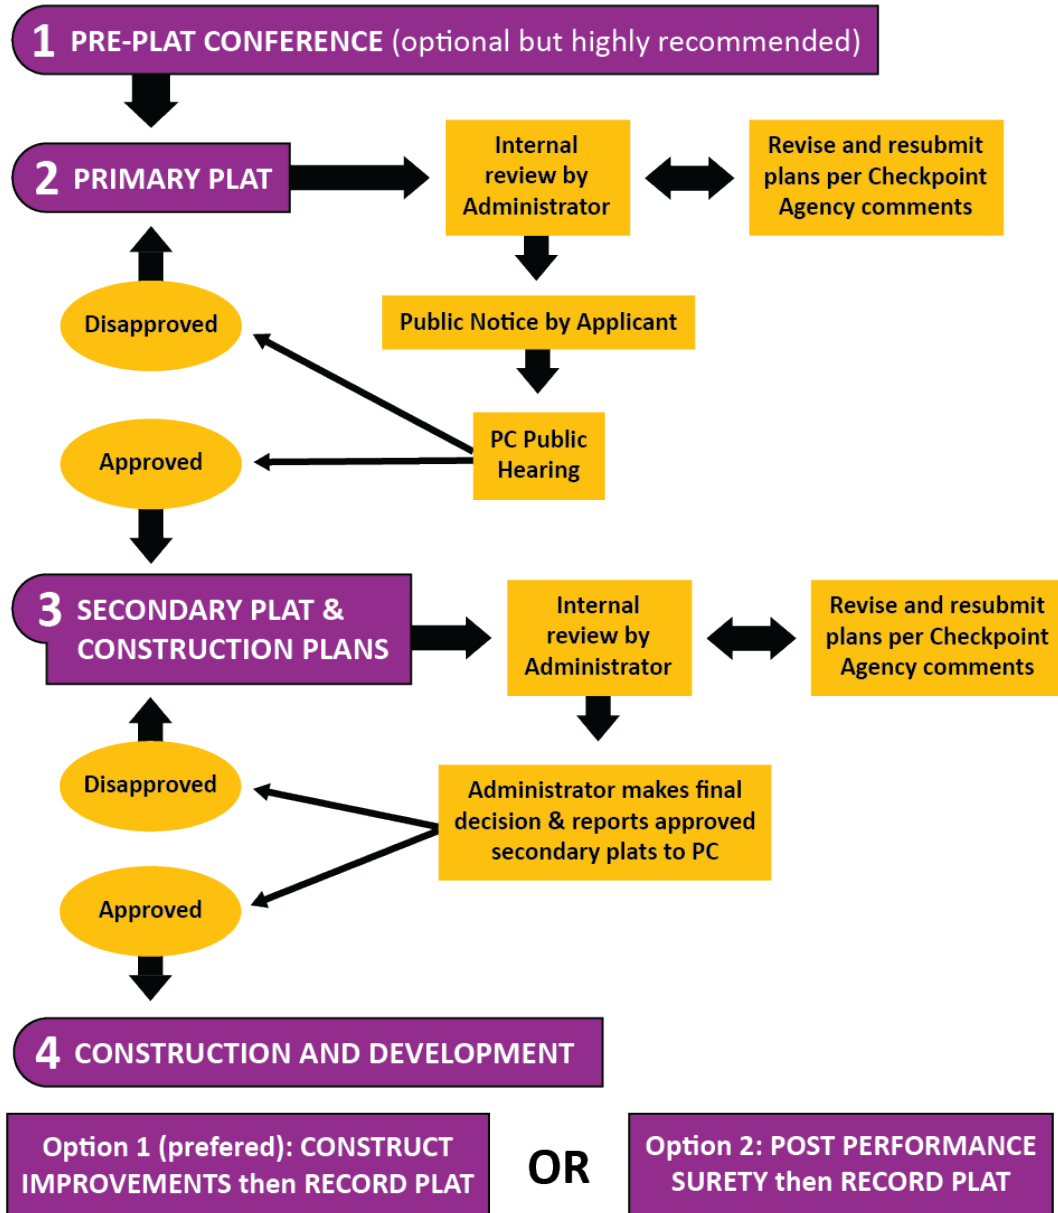 1 PRE-PLAT CONFERENCE (optional but highly recommended)
2 PRIMARY PLAT
Internal
review by
Administrator
Revise and resubmit
plans per Checkpoint
Agency comments
Disapproved
Public Notice by Applicant
Approved
PC Public
Hearing
3 SECONDARY PLAT &
CONSTRUCTION PLANS
Internal
review by
Administrator
Revise and resubmit
plans per Checkpoint
Agency comments
Disapproved
Administrator makes final
decision & reports approved
secondary plats to PC
Approved
4 CONSTRUCTION AND DEVELOPMENT
Option 1 (prefered): CONSTRUCT
IMPROVEMENTS then RECORD PLAT
OR
Option 2: POST PERFORMANCE
SURETY then RECORD PLAT